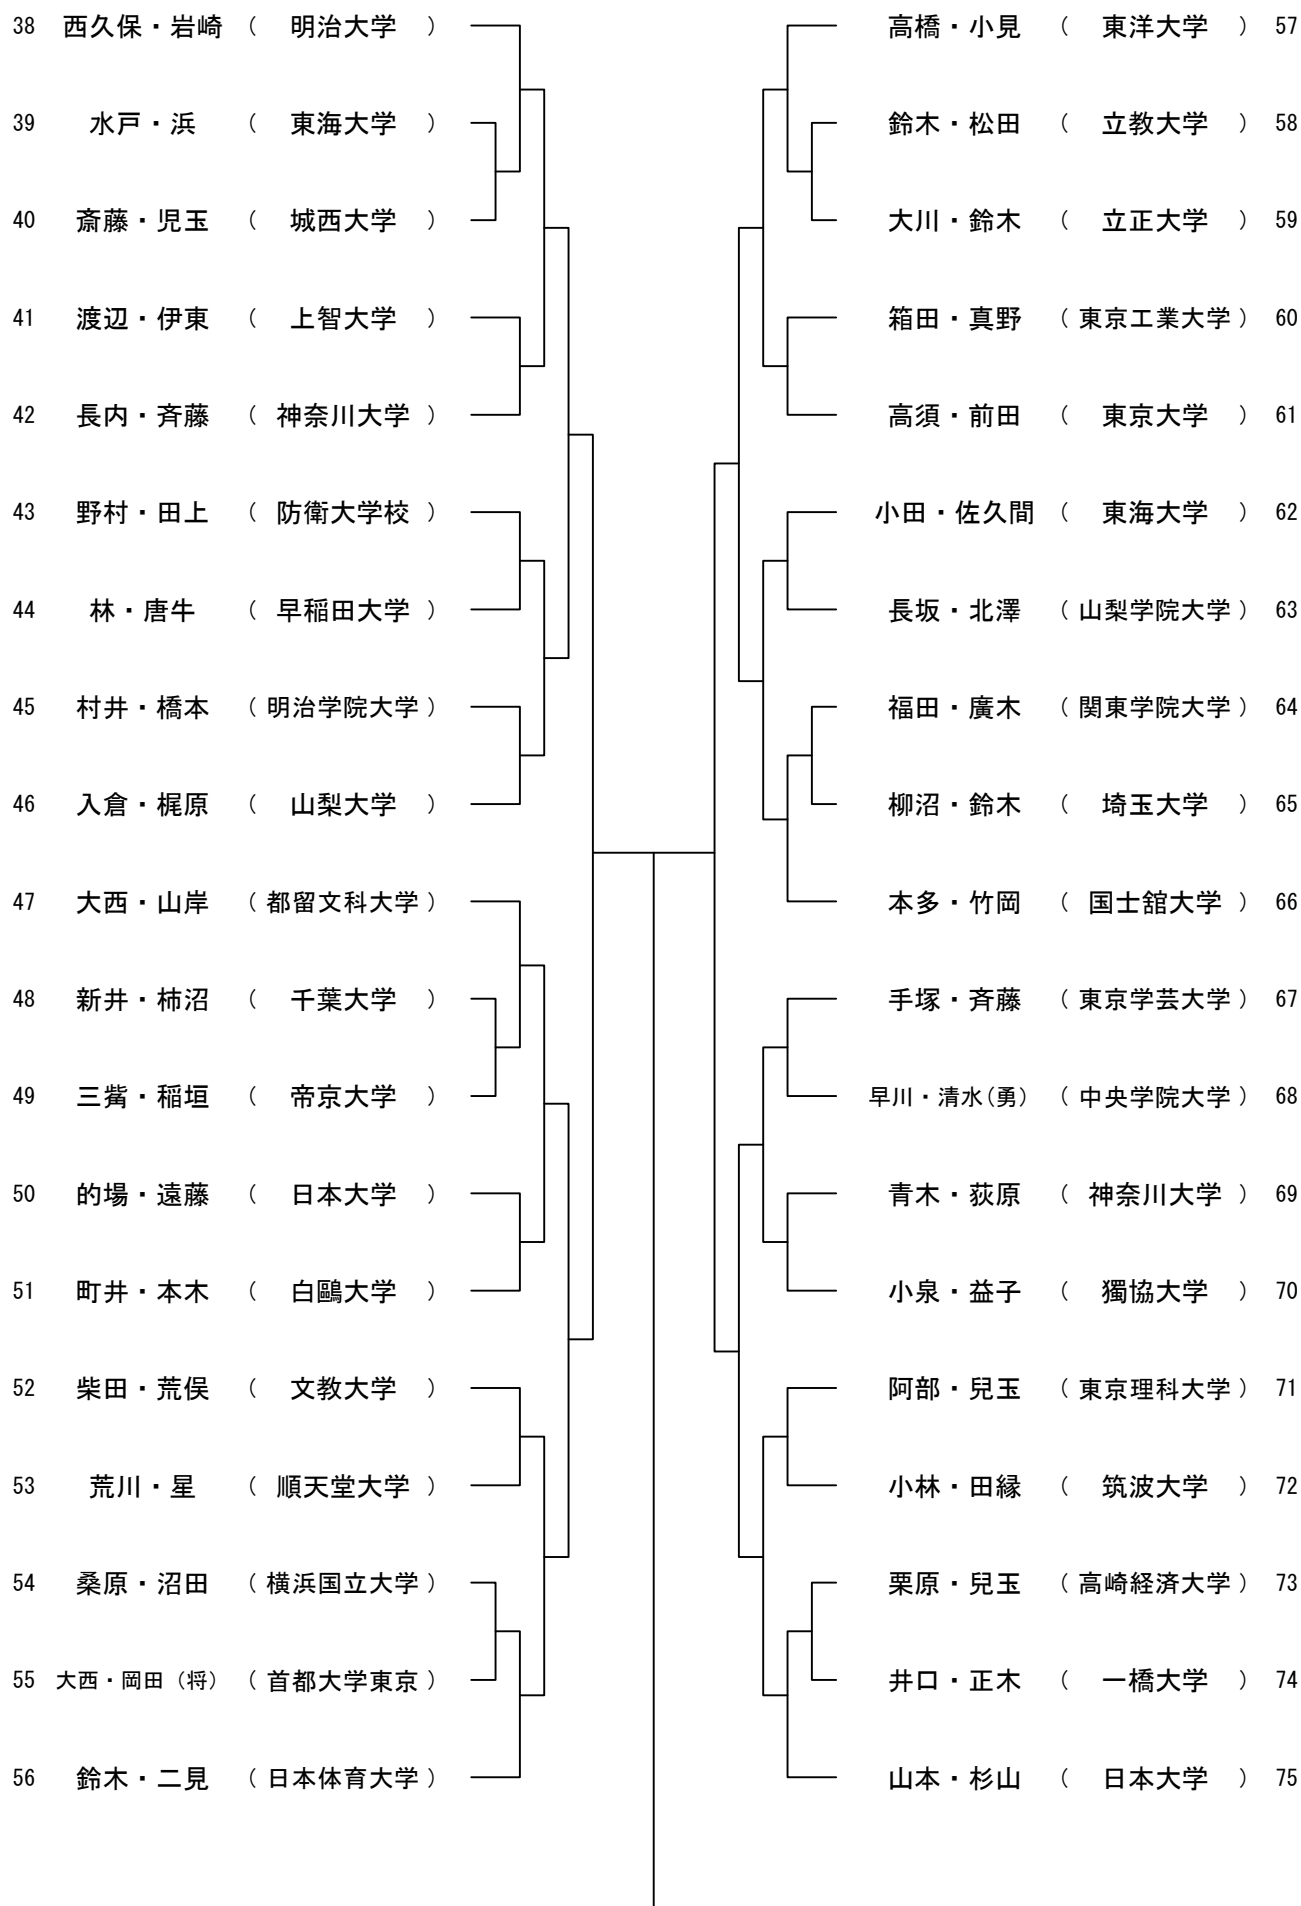 38 西久保・岩崎 ( 明治大学 )
39 水戸・浜 ( 東海大学 )
40 斎藤・児玉 ( 城西大学 )
41 渡辺・伊東 ( 上智大学 )
42 長内・斉藤 ( 神奈川大学 )
43 野村・田上 ( 防衛大学校 )
44 林・唐牛 ( 早稲田大学 )
45 村井・橋本 ( 明治学院大学 )
46 入倉・梶原 ( 山梨大学 )
47 大西・山岸 ( 都留文科大学 )
48 新井・柿沼 ( 千葉大学 )
49 三觜・稲垣 ( 帝京大学 )
50 的場・遠藤 ( 日本大学 )
51 町井・本木 ( 白鷗大学 )
52 柴田・荒俣 ( 文教大学 )
53 荒川・星 ( 順天堂大学 )
54 桑原・沼田 ( 横浜国立大学 )
55 大西・岡田（将） ( 首都大学東京 )
56 鈴木・二見 ( 日本体育大学 )
高橋・小見 ( 東洋大学 ) 57
鈴木・松田 ( 立教大学 ) 58
大川・鈴木 ( 立正大学 ) 59
箱田・真野 ( 東京工業大学 ) 60
高須・前田 ( 東京大学 ) 61
小田・佐久間 ( 東海大学 ) 62
長坂・北澤 ( 山梨学院大学 ) 63
福田・廣木 ( 関東学院大学 ) 64
柳沼・鈴木 ( 埼玉大学 ) 65
本多・竹岡 ( 国士舘大学 ) 66
手塚・斉藤 ( 東京学芸大学 ) 67
早川・清水(勇) ( 中央学院大学 ) 68
青木・荻原 ( 神奈川大学 ) 69
小泉・益子 ( 獨協大学 ) 70
阿部・兒玉 ( 東京理科大学 ) 71
小林・田縁 ( 筑波大学 ) 72
栗原・兒玉 ( 高崎経済大学 ) 73
井口・正木 ( 一橋大学 ) 74
山本・杉山 ( 日本大学 ) 75